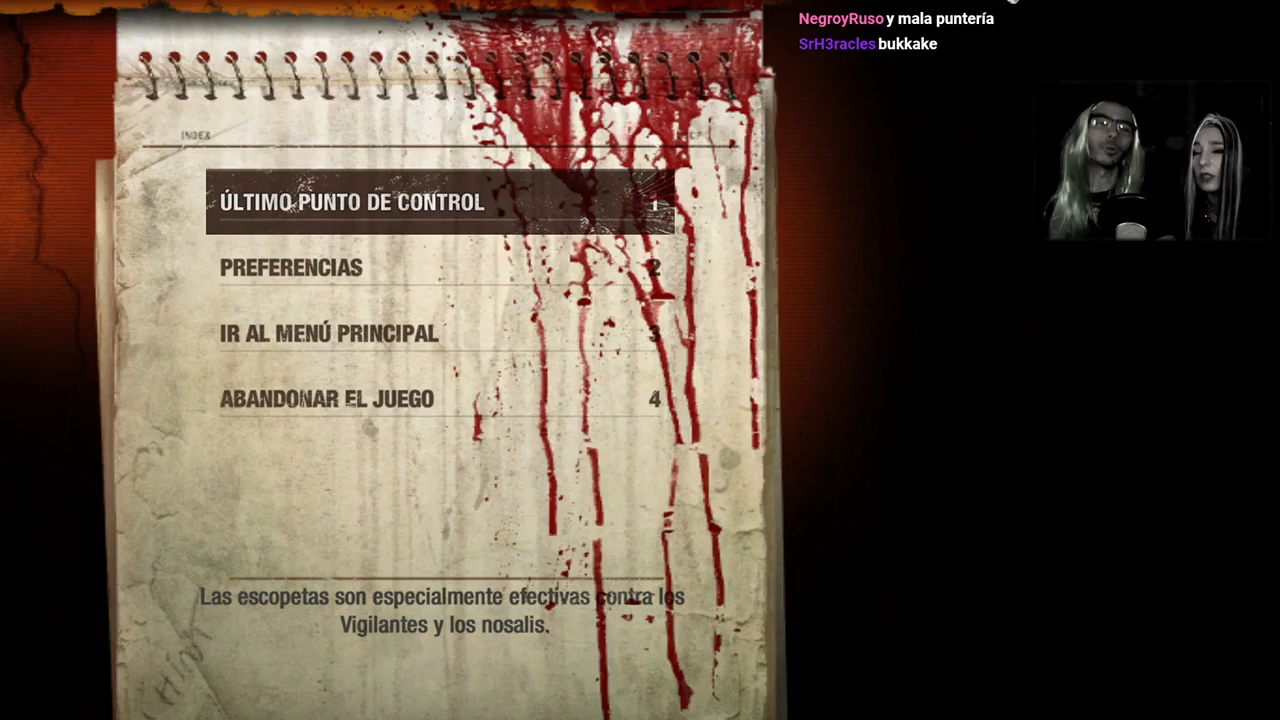 NegroyRuso y mala puntería
SrH3racles bukkake
INDEX
ÚLTIMO PUNTO DE CONTROL 1
PREFERENCIAS 2
IR AL MENÚ PRINCIPAL 3
ABANDONAR EL JUEGO 4
Las escopetas son especialmente efectivas contra los
Vigilantes y los nosalis.